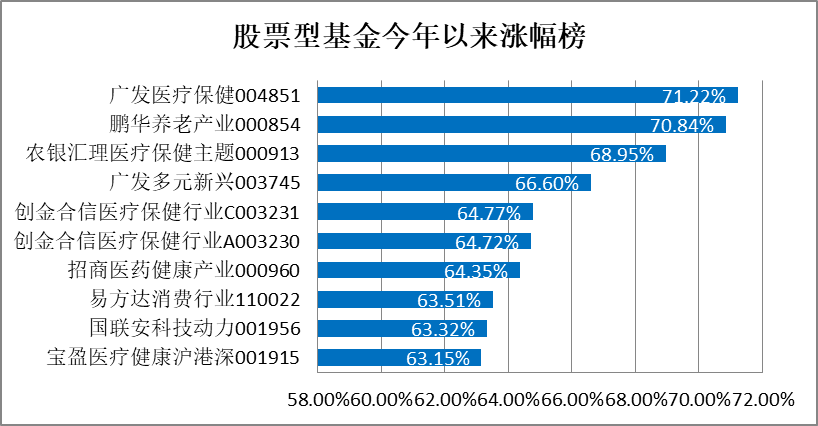 股票型基金今年以来涨幅榜
广发医疗保健004851 71.22%
鹏华养老产业000854 70.84%
农银汇理医疗保健主题000913 68.95%
广发多元新兴003745 66.60%
创金合信医疗保健行业C003231 64.77%
创金合信医疗保健行业A003230 64.72%
招商医药健康产业000960 64.35%
易方达消费行业110022 63.51%
国联安科技动力001956 63.32%
宝盈医疗健康沪港深001915 63.15%
58.00%60.00%62.00%64.00%66.00%68.00%70.00%72.00%